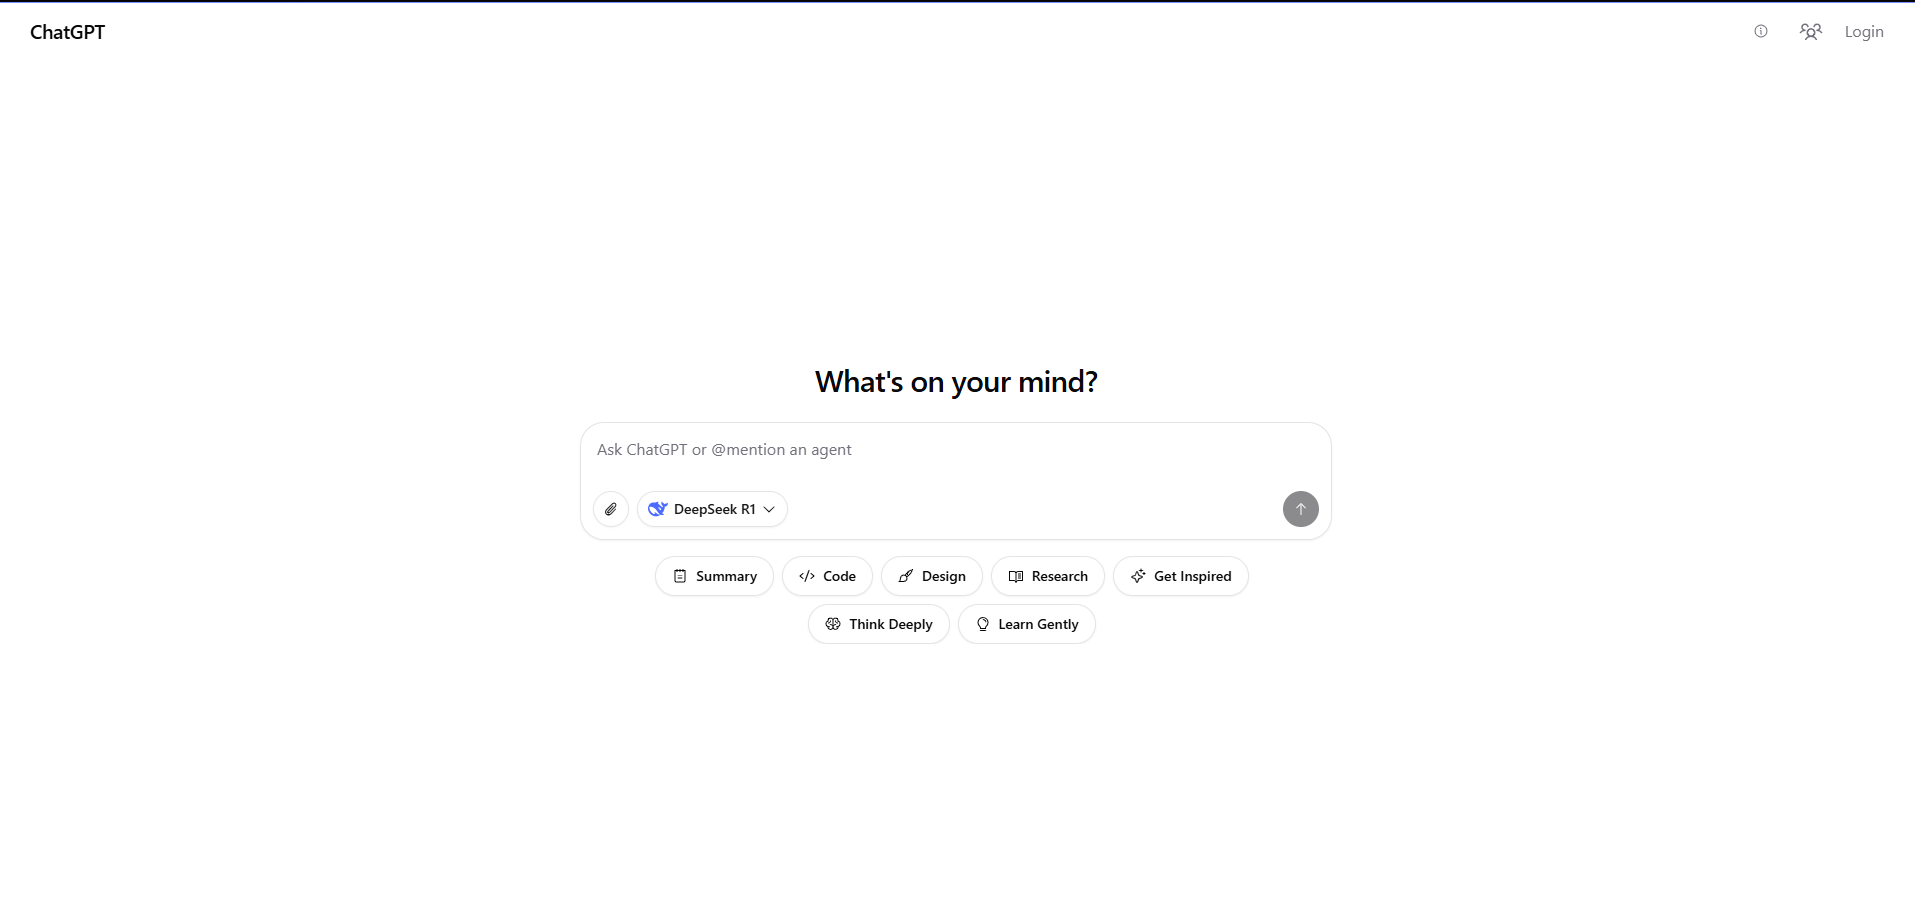 ChatGPT
Login
What's on your mind?
Ask ChatGPT or @mention an agent
DeepSeek R1
Summary
Code
Design
Research
Get Inspired
Think Deeply
Learn Gently